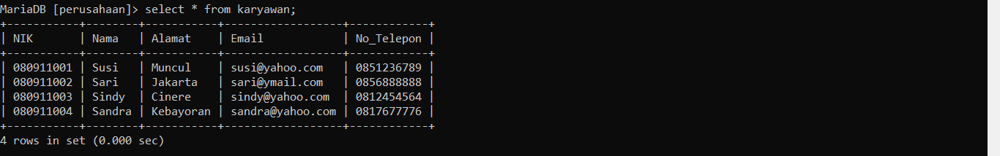 MariaDB [perusahaan]> select * from karyawan;
+-----------+--------+-----------+------------------+------------+
| NIK       | Nama   | Alamat    | Email            | No_Telepon |
+-----------+--------+-----------+------------------+------------+
| 080911001 | Susi   | Muncul    | susi@yahoo.com   | 0851236789 |
| 080911002 | Sari   | Jakarta   | sari@ymail.com   | 0856888888 |
| 080911003 | Sindy  | Cinere    | sindy@yahoo.com  | 0812454564 |
| 080911004 | Sandra | Kebayoran | sandra@yahoo.com | 0817677776 |
+-----------+--------+-----------+------------------+------------+
4 rows in set (0.000 sec)